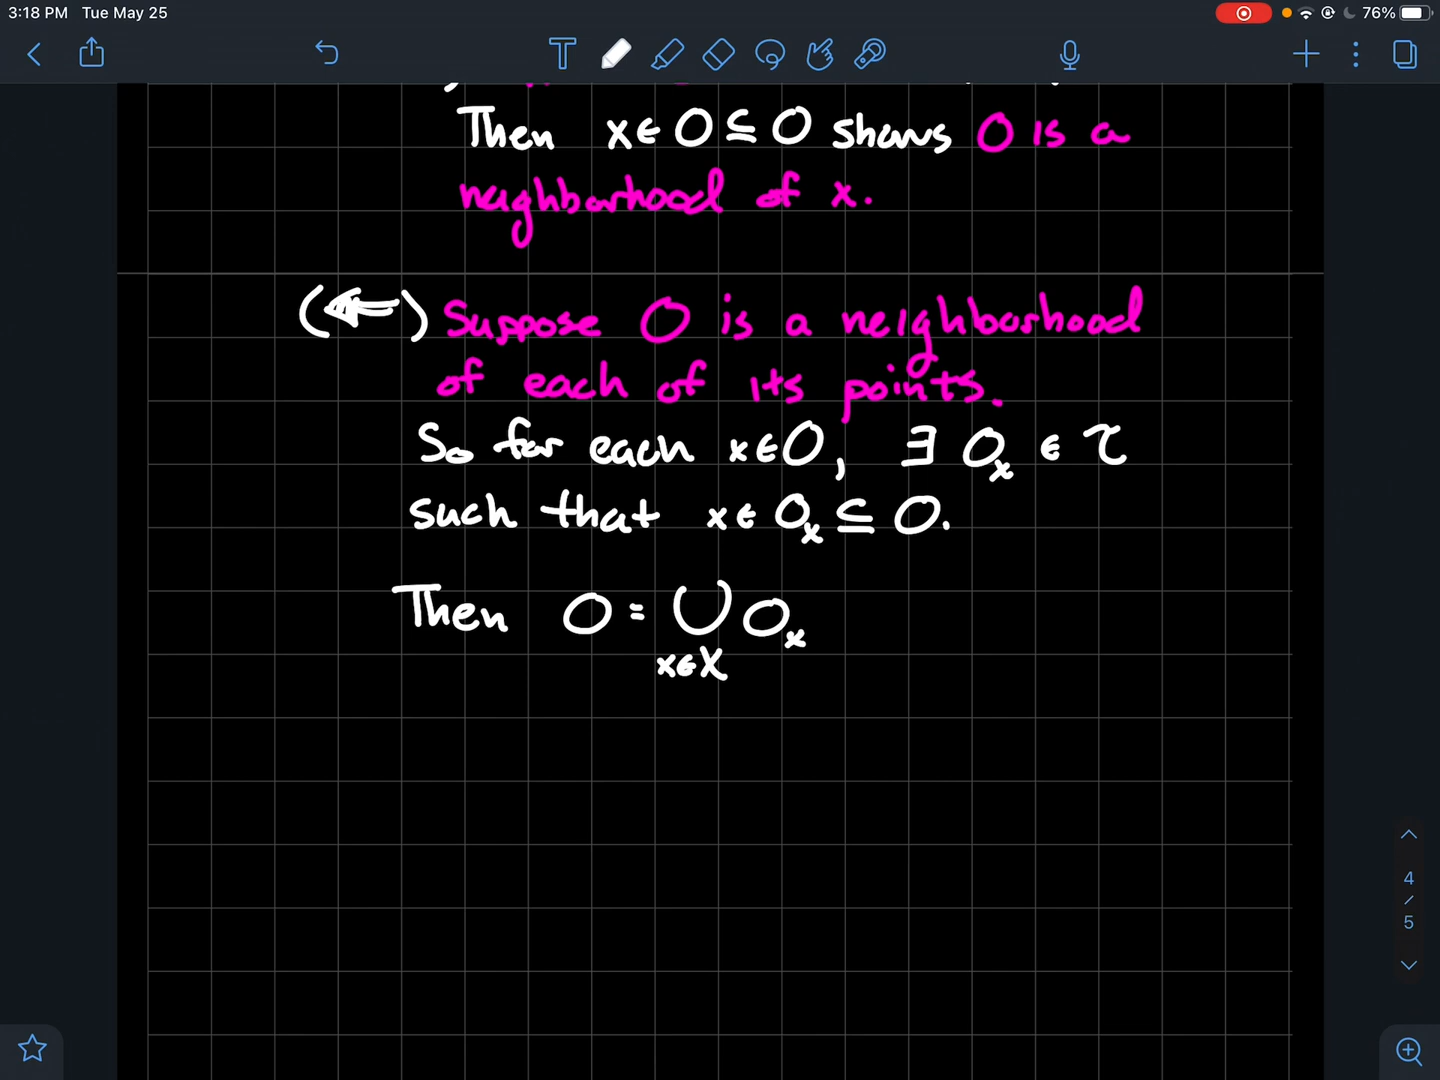 3:18 PM Tue May 25
76%
Then x ∈ O ⊆ O shows O is a
neighborhood of x.
(⇐) Suppose O is a neighborhood
of each of its points.
So for each x ∈ O, ∃ Oₓ ∈ τ
such that x ∈ Oₓ ⊆ O.
Then O = ⋃ Oₓ
x ∈ X
4
/
5